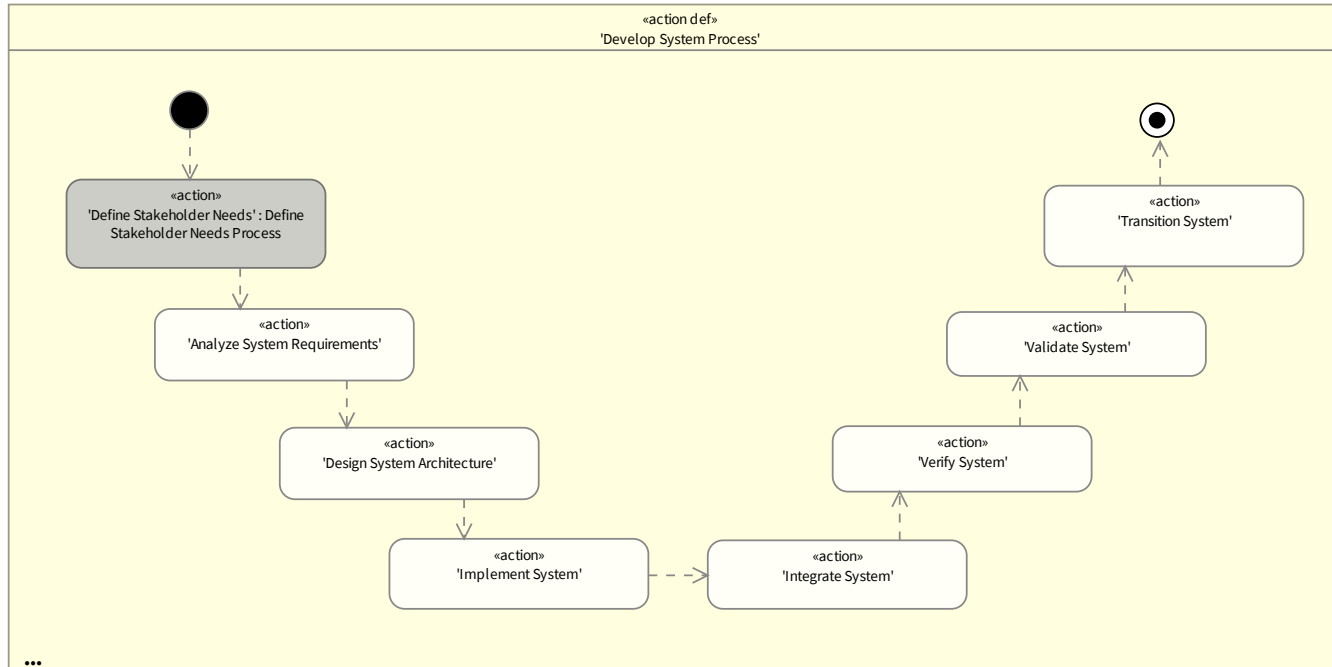 «action def»
'Develop System Process'
«action»
'Define Stakeholder Needs' : Define
Stakeholder Needs Process
«action»
'Analyze System Requirements'
«action»
'Design System Architecture'
«action»
'Implement System'
«action»
'Integrate System'
«action»
'Verify System'
«action»
'Validate System'
«action»
'Transition System'
•••